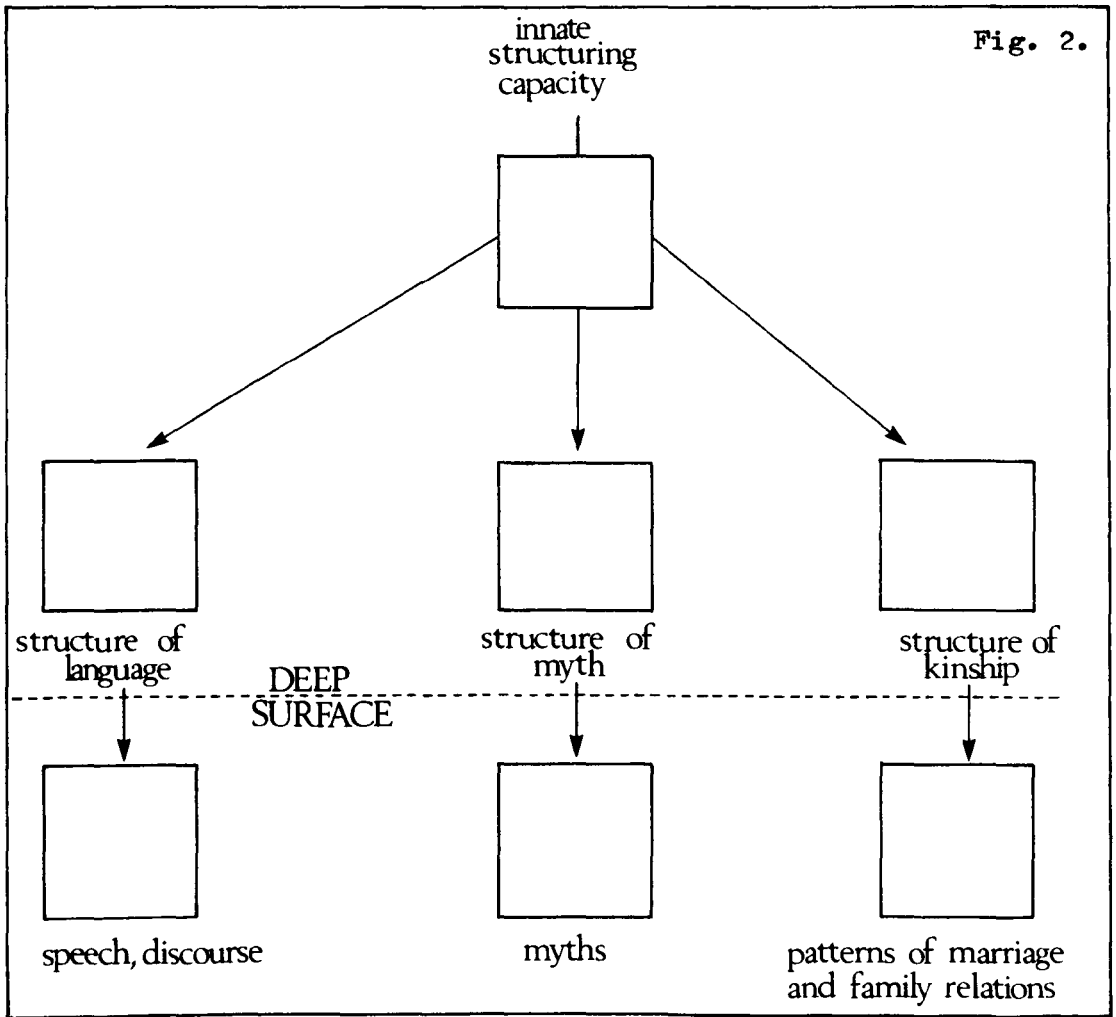 Fig. 2.
innate
structuring
capacity
structure of
language
structure of
myth
structure of
kinship
DEEP
SURFACE
speech, discourse
myths
patterns of marriage
and family relations